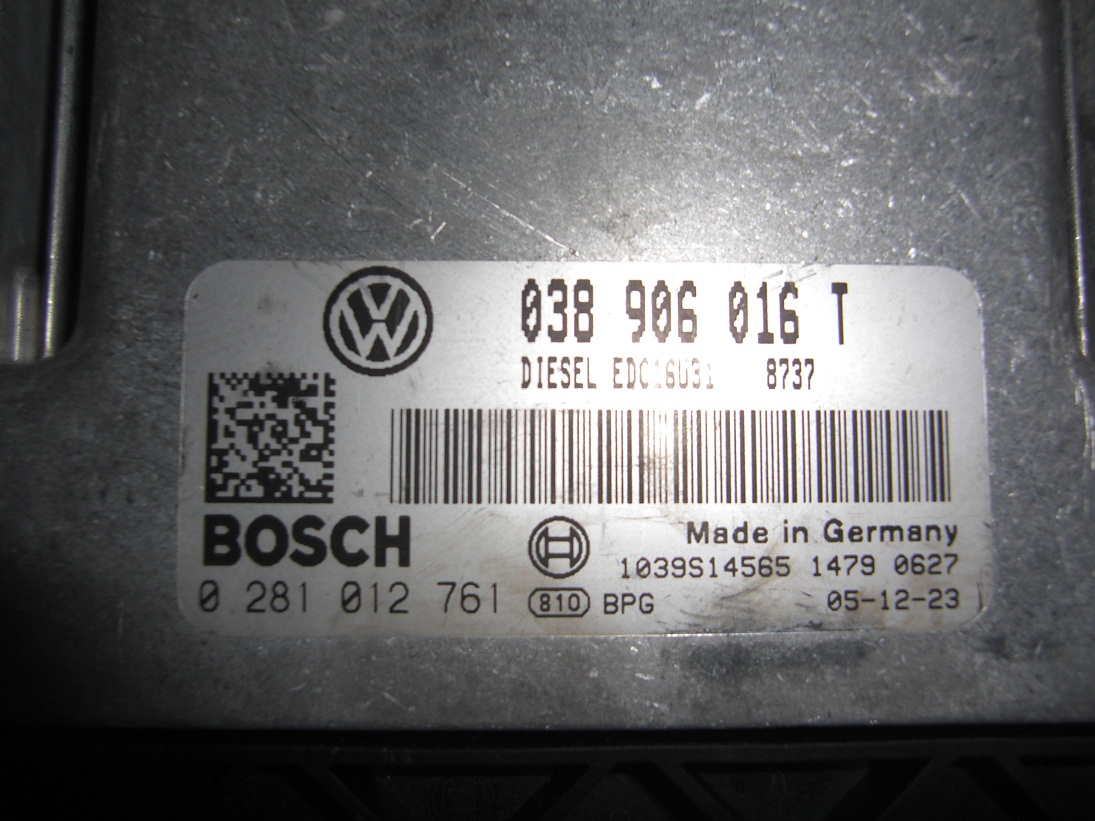 038 906 016 T
DIESEL EDC16U31 8737
BOSCH
Made in Germany
1039S14565 1479 0627
0 281 012 761 810 BPG 05-12-23